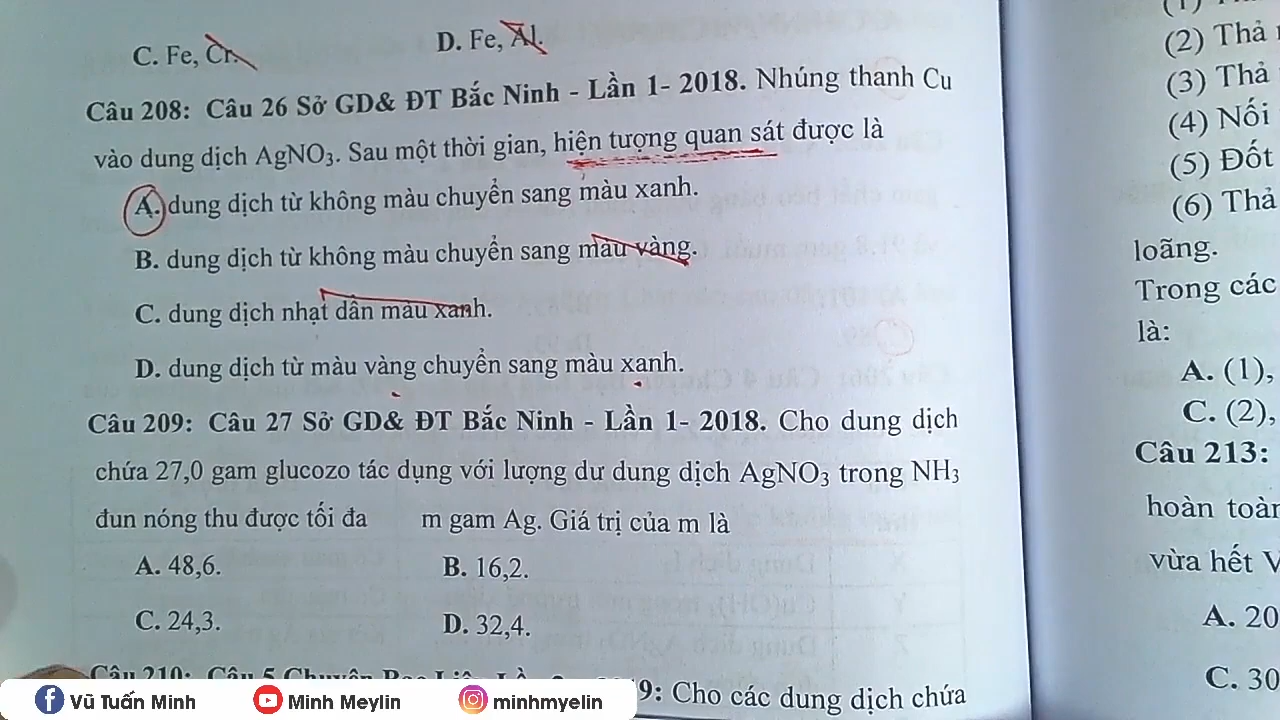 C. Fe, Cr.
D. Fe, Al.
Câu 208: Câu 26 Sở GD& ĐT Bắc Ninh - Lần 1- 2018. Nhúng thanh Cu
vào dung dịch AgNO₃. Sau một thời gian, hiện tượng quan sát được là
A. dung dịch từ không màu chuyển sang màu xanh.
B. dung dịch từ không màu chuyển sang màu vàng.
C. dung dịch nhạt dần màu xanh.
D. dung dịch từ màu vàng chuyển sang màu xanh.
Câu 209: Câu 27 Sở GD& ĐT Bắc Ninh - Lần 1- 2018. Cho dung dịch
chứa 27,0 gam glucozo tác dụng với lượng dư dung dịch AgNO₃ trong NH₃
đun nóng thu được tối đa m gam Ag. Giá trị của m là
A. 48,6.
B. 16,2.
C. 24,3.
D. 32,4.
Câu 210: Câu 5 Chuyên
9: Cho các dung dịch chứa
(2) Thả
(3) Thả
(4) Nối
(5) Đốt
(6) Thả
loãng.
Trong các
là:
A. (1),
C. (2),
Câu 213:
hoàn toàn
vừa hết V
A. 20
C. 30
Vũ Tuấn Minh
Minh Meylin
minhmyelin